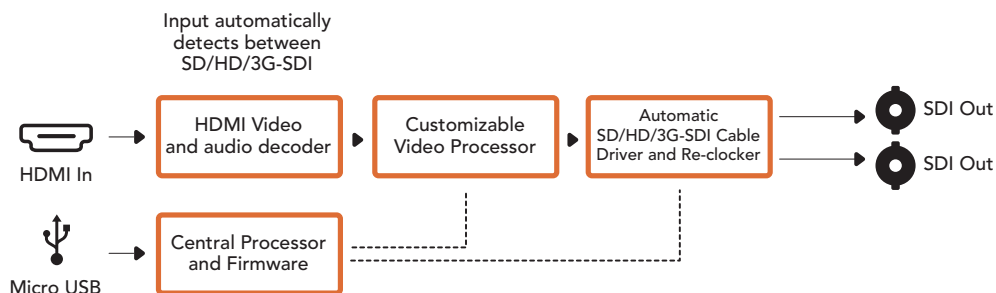 Input automatically
detects between
SD/HD/3G-SDI
HDMI In
HDMI Video
and audio decoder
Customizable
Video Processor
Automatic
SD/HD/3G-SDI Cable
Driver and Re-clocker
SDI Out
SDI Out
Micro USB
Central Processor
and Firmware